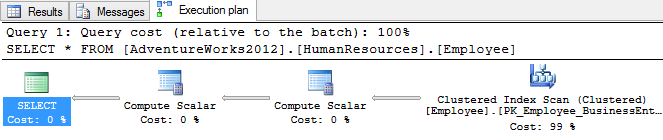 Results Messages Execution plan
Query 1: Query cost (relative to the batch): 100%
SELECT * FROM [AdventureWorks2012].[HumanResources].[Employee]
SELECT
Cost: 0 %
Compute Scalar
Cost: 0 %
Compute Scalar
Cost: 0 %
Clustered Index Scan (Clustered)
[Employee].[PK_Employee_BusinessEnt…
Cost: 99 %